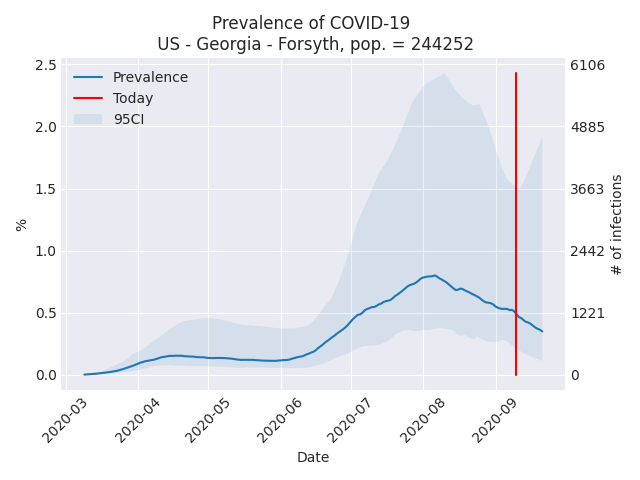 Prevalence of COVID-19
US - Georgia - Forsyth, pop. = 244252
Prevalence
Today
95CI
2.5
2.0
1.5
1.0
0.5
0.0
%
6106
4885
3663
2442
1221
0
# of infections
2020-03
2020-04
2020-05
2020-06
2020-07
2020-08
2020-09
Date